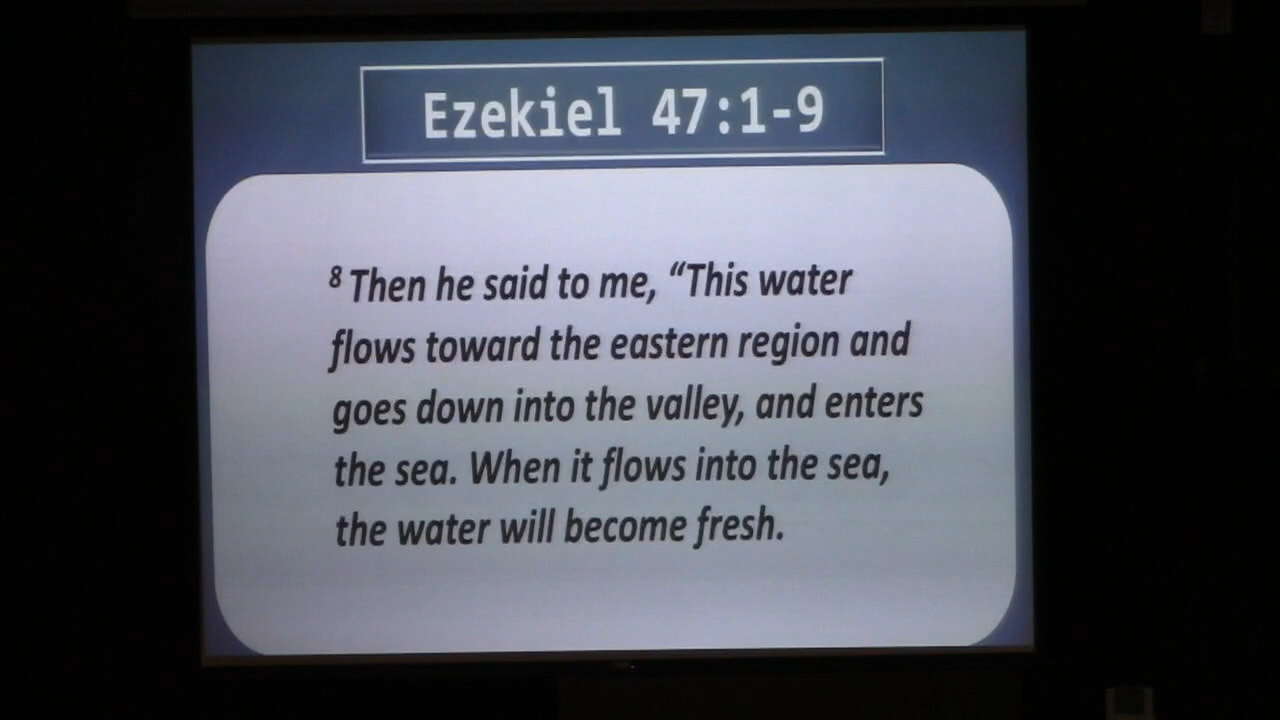 Ezekiel 47:1-9
8 Then he said to me, “This water
flows toward the eastern region and
goes down into the valley, and enters
the sea. When it flows into the sea,
the water will become fresh.